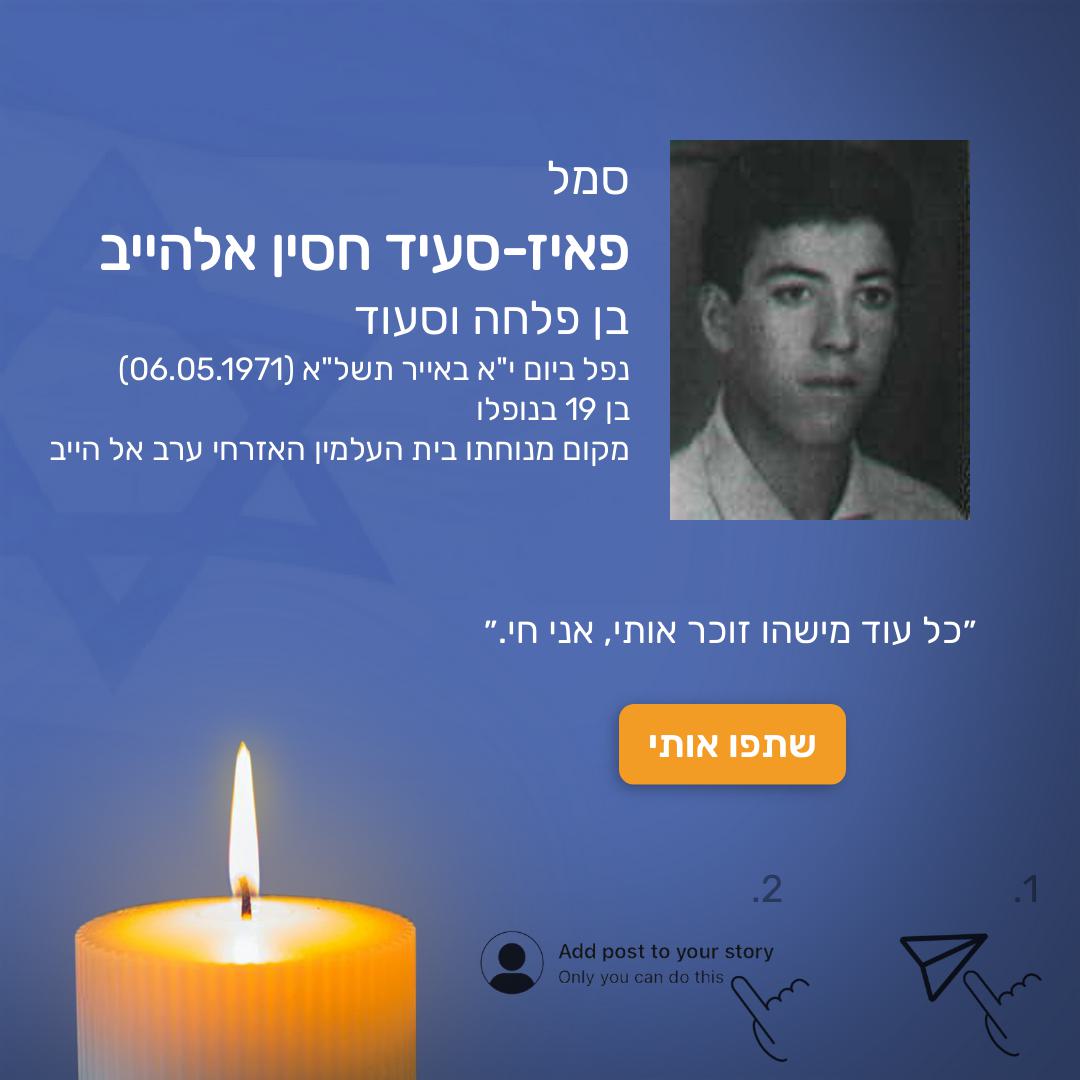 סמל
פאיז-סעיד חסין אלהייב
בן פלחה וסעוד
נפל ביום י"א באייר תשל"א (06.05.1971)
בן 19 בנופלו
מקום מנוחתו בית העלמין האזרחי ערב אל הייב
״כל עוד מישהו זוכר אותי, אני חי.״
שתפו אותי
.1
.2
Add post to your story
Only you can do this